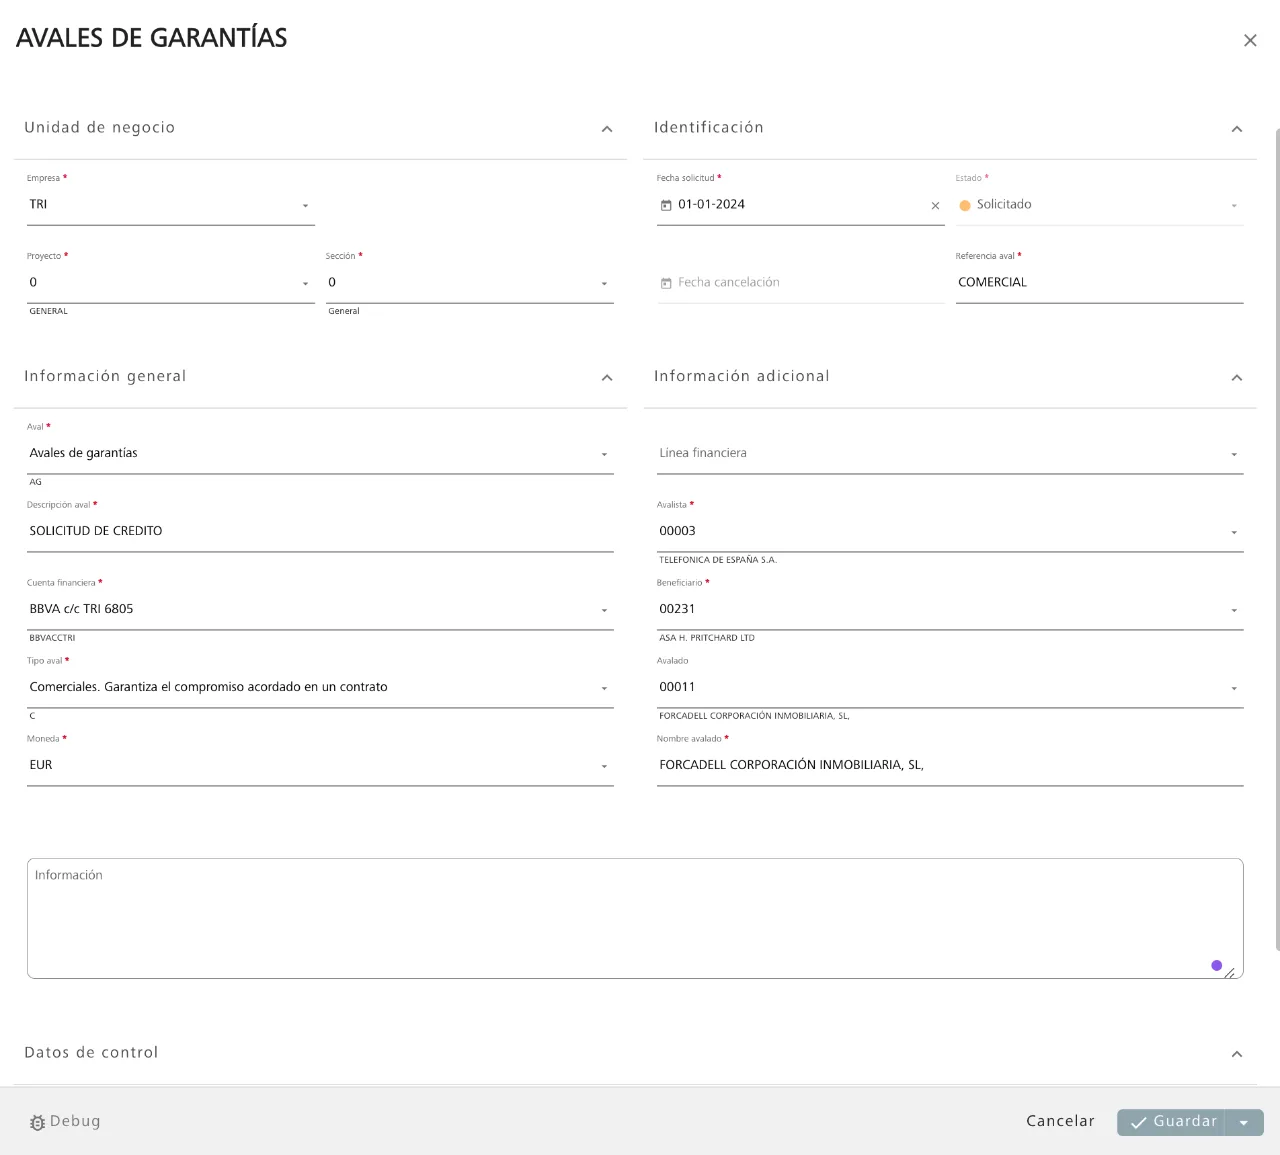 AVALES DE GARANTÍAS
Unidad de negocio
Empresa *
TRI
Proyecto *
0
GENERAL
Sección *
0
General
Identificación
Fecha solicitud *
01-01-2024
Estado *
Solicitado
Fecha cancelación
Referencia aval *
COMERCIAL
Información general
Aval *
Avales de garantías
AG
Descripción aval *
SOLICITUD DE CREDITO
Cuenta financiera *
BBVA c/c TRI 6805
BBVACCTRI
Tipo aval *
Comerciales. Garantiza el compromiso acordado en un contrato
C
Moneda *
EUR
Información adicional
Línea financiera
Avalista *
00003
TELEFONICA DE ESPAÑA S.A.
Beneficiario *
00231
ASA H. PRITCHARD LTD
Avalado
00011
FORCADELL CORPORACIÓN INMOBILIARIA, SL,
Nombre avalado *
FORCADELL CORPORACIÓN INMOBILIARIA, SL,
Información
Datos de control
Debug
Cancelar
Guardar